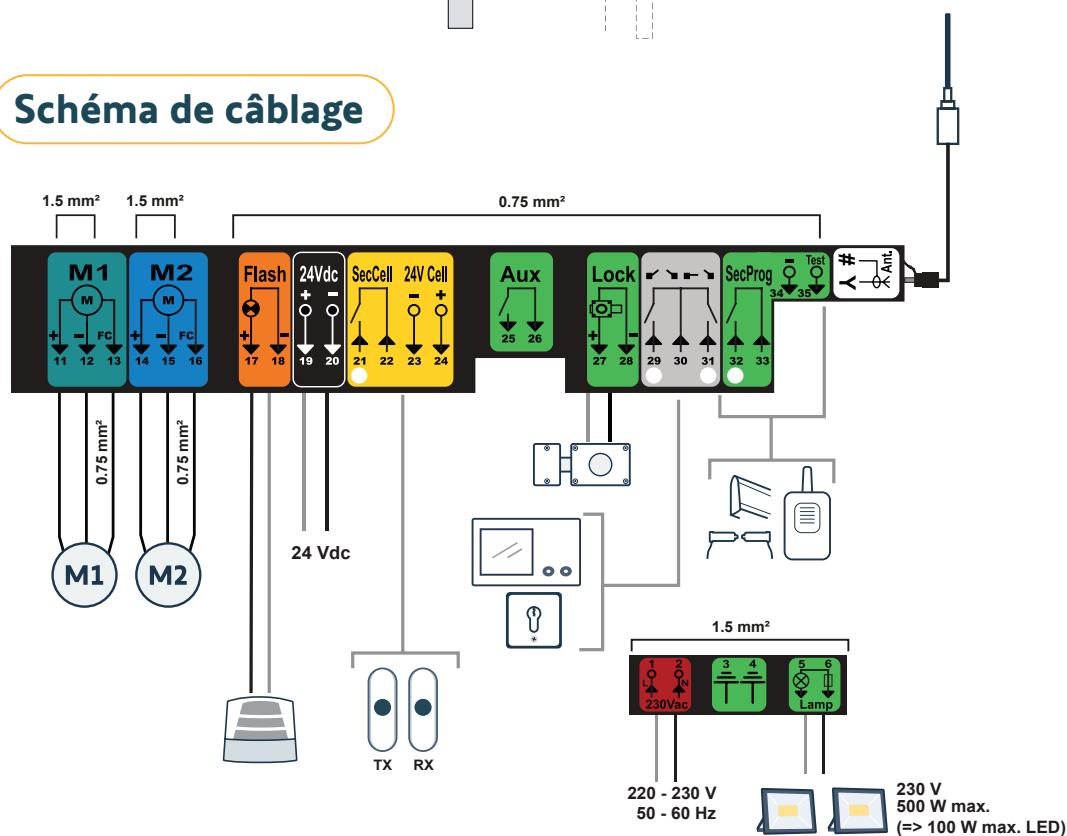 Schéma de câblage
1.5 mm² 1.5 mm² 0.75 mm²
M1 M2 Flash 24Vdc SecCell 24V Cell Aux Lock SecProg - Test # Y Ant.
M M
34 35
+ - + -
+ - FC + - FC + - 25 26 + -
11 12 13 14 15 16 17 18 19 20 21 22 23 24 27 28 29 30 31 32 33
0.75 mm² 0.75 mm²
24 Vdc
M1 M2
TX RX
1.5 mm²
1 2 3 4 5 6
L N
230Vac Lamp
220 - 230 V
50 - 60 Hz
230 V
500 W max.
(=> 100 W max. LED)